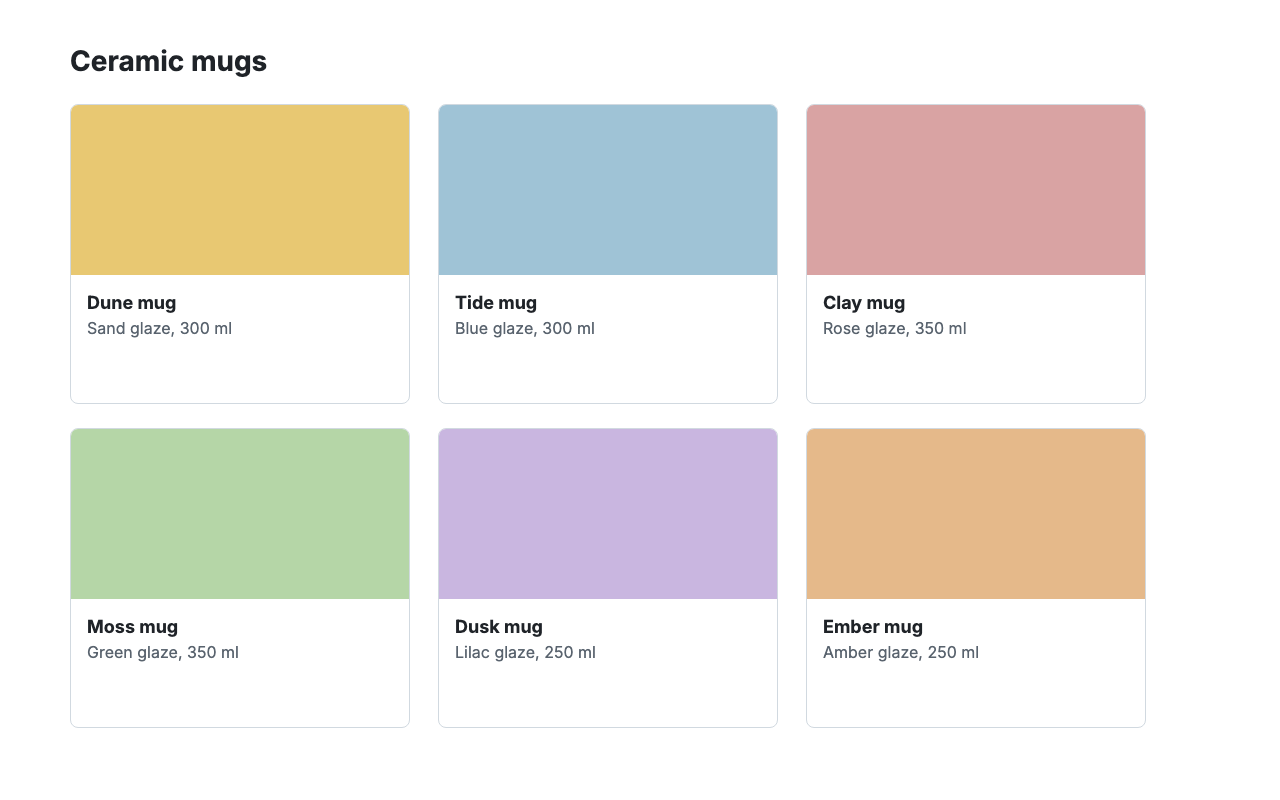 Ceramic mugs
Dune mug
Sand glaze, 300 ml
Tide mug
Blue glaze, 300 ml
Clay mug
Rose glaze, 350 ml
Moss mug
Green glaze, 350 ml
Dusk mug
Lilac glaze, 250 ml
Ember mug
Amber glaze, 250 ml